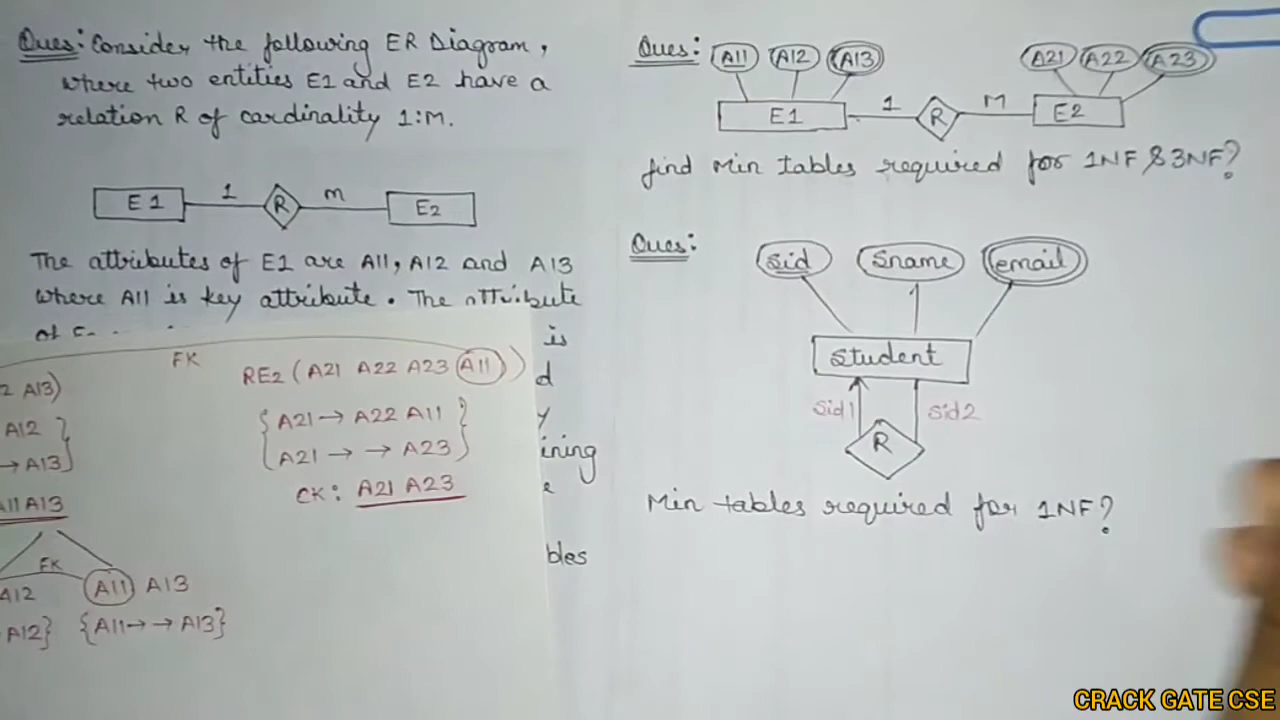 Ques: Consider the following ER Diagram,
where two entities E1 and E2 have a
relation R of cardinality 1:M.
E1 1 R m E2
The attributes of E1 are A11, A12 and A13
where A11 is key attribute. The attribute
of is
d
y
ining
e
bles
FK
2 A13)
A12
→ A13}
A11 A13
FK
A12 A11 A13
A12} {A11 →→ A13}
RE2 (A21 A22 A23 A11)
{A21 → A22 A11
A21 → → A23}
CK: A21 A23
Ques: A11 A12 A13 A21 A22 A23
E1 1 R M E2
find Min tables required for 1NF & 3NF?
Ques:
Sid Sname email
Student
Sid1 Sid2
R
Min tables required for 1NF?
CRACK GATE CSE